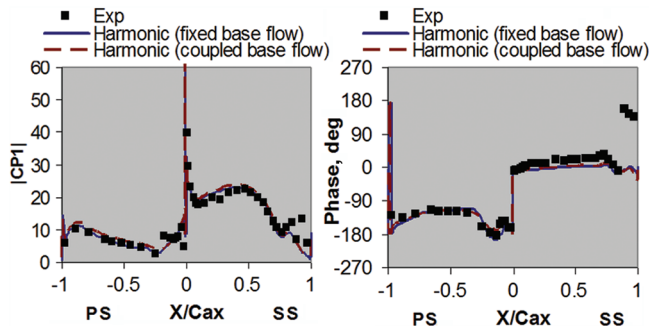 Exp
Harmonic (fixed base flow)
Harmonic (coupled base flow)
60
50
40
30
20
10
0
|CP1|
-1 -0.5 0 0.5 1
PS X/Cax SS
Exp
Harmonic (fixed base flow)
Harmonic (coupled base flow)
270
180
90
0
-90
-180
-270
Phase, deg
-1 -0.5 0 0.5 1
PS X/Cax SS